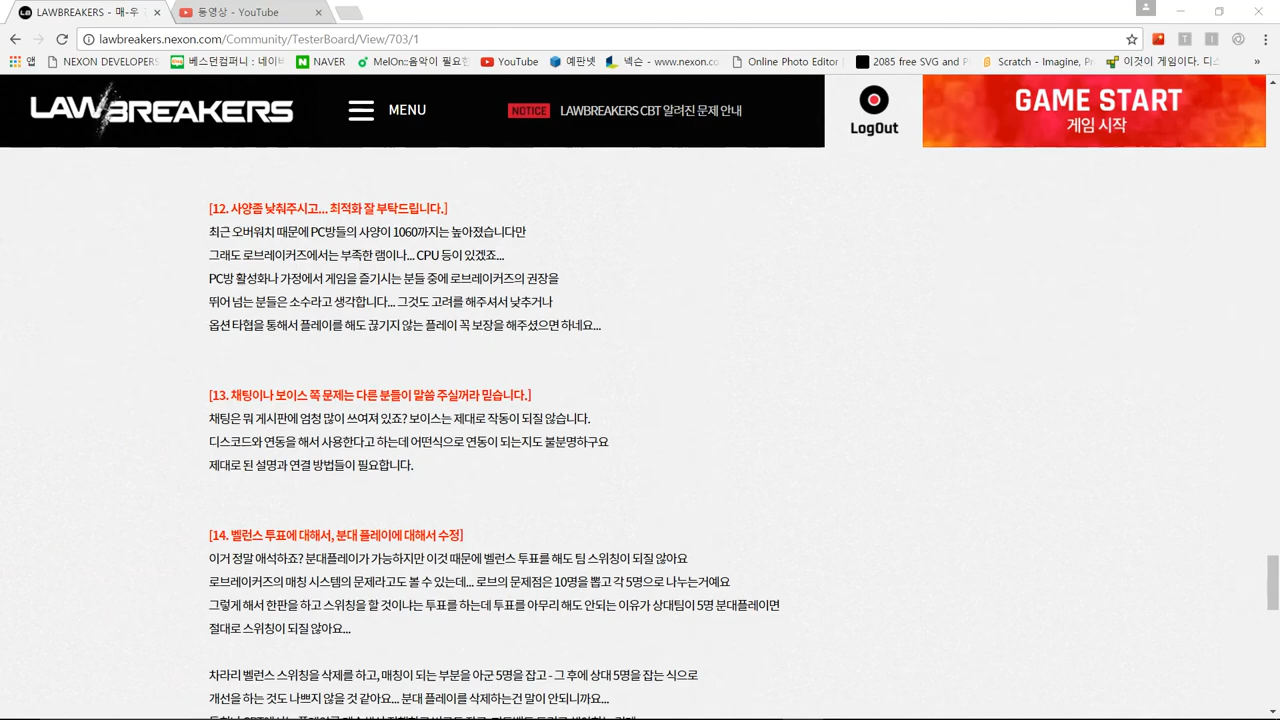 LAWBREAKERS - 매-우
동영상 - YouTube
lawbreakers.nexon.com/Community/TesterBoard/View/703/1
앱 NEXON DEVELOPERS 베스던컴퍼니 : 네이버 NAVER MelON::음악이 필요한 YouTube 예판넷 넥슨 - www.nexon.co Online Photo Editor 2085 free SVG and P Scratch - Imagine, P 이것이 게임이다. 디스 »
LAWBREAKERS MENU NOTICE LAWBREAKERS CBT 알려진 문제 안내 LogOut GAME START
게임 시작
[12. 사양좀 낮춰주시고... 최적화 잘 부탁드립니다.]
최근 오버워치 때문에 PC방들의 사양이 1060까지는 높아졌습니다만
그래도 로브레이커즈에서는 부족한 램이나... CPU 등이 있겠죠...
PC방 활성화나 가정에서 게임을 즐기시는 분들 중에 로브레이커즈의 권장을
뛰어 넘는 분들은 소수라고 생각합니다... 그것도 고려를 해주셔서 낮추거나
옵션 타협을 통해서 플레이를 해도 끊기지 않는 플레이 꼭 보장을 해주셨으면 하네요...
[13. 채팅이나 보이스 쪽 문제는 다른 분들이 말씀 주실꺼라 믿습니다.]
채팅은 뭐 게시판에 엄청 많이 쓰여져 있죠? 보이스는 제대로 작동이 되질 않습니다.
디스코드와 연동을 해서 사용한다고 하는데 어떤식으로 연동이 되는지도 불분명하구요
제대로 된 설명과 연결 방법들이 필요합니다.
[14. 벨런스 투표에 대해서, 분대 플레이에 대해서 수정]
이거 정말 애석하죠? 분대플레이가 가능하지만 이것 때문에 벨런스 투표를 해도 팀 스위칭이 되질 않아요
로브레이커즈의 매칭 시스템의 문제라고도 볼 수 있는데... 로브의 문제점은 10명을 뽑고 각 5명으로 나누는거예요
그렇게 해서 한판을 하고 스위칭을 할 것이냐는 투표를 하는데 투표를 아무리 해도 안되는 이유가 상대팀이 5명 분대플레이면
절대로 스위칭이 되질 않아요...
차라리 벨런스 스위칭을 삭제를 하고, 매칭이 되는 부분을 아군 5명을 잡고 - 그 후에 상대 5명을 잡는 식으로
개선을 하는 것도 나쁘지 않을 것 같아요... 분대 플레이를 삭제하는건 말이 안되니까요...